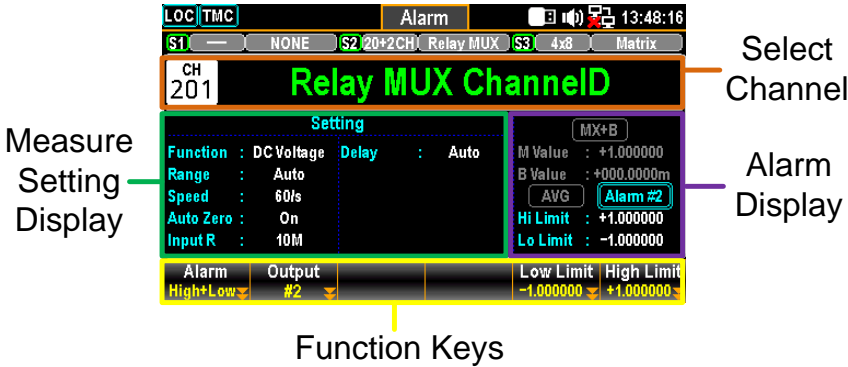 LOC TMC Alarm 13:48:16
S1 — NONE S2 20+2CH Relay MUX S3 4x8 Matrix
CH
201
Relay MUX ChannelD
Select
Channel
Measure
Setting
Display
Setting
Function : DC Voltage Delay : Auto
Range : Auto
Speed : 60/s
Auto Zero : On
Input R : 10M
MX+B
M Value : +1.000000
B Value : +000.0000m
AVG Alarm #2
Hi Limit : +1.000000
Lo Limit : −1.000000
Alarm
Display
Alarm Output Low Limit High Limit
High+Low #2 −1.000000 +1.000000
Function Keys